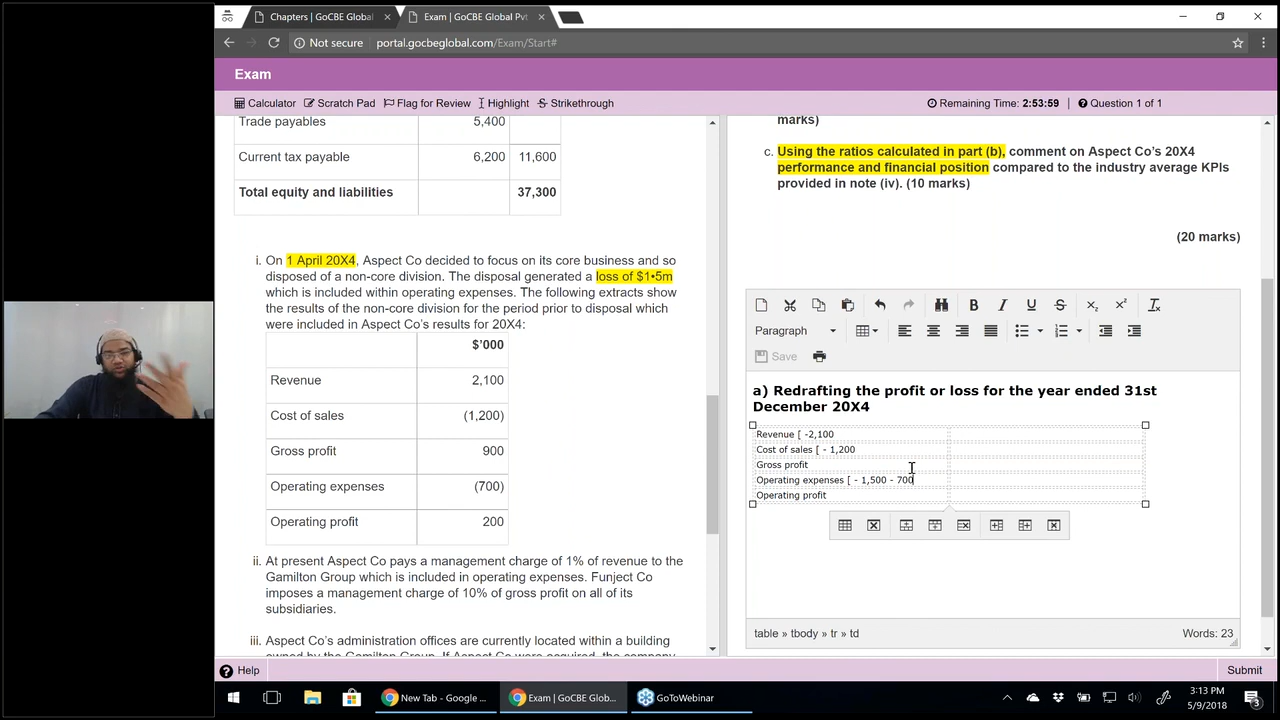 Chapters | GoCBE Global
Exam | GoCBE Global Pvt
Not secure
portal.gocbeglobal.com/Exam/Start#
Exam
Calculator
Scratch Pad
Flag for Review
Highlight
Strikethrough
Remaining Time: 2:53:59
Question 1 of 1
Trade payables 5,400
Current tax payable 6,200 11,600
Total equity and liabilities 37,300
i. On 1 April 20X4, Aspect Co decided to focus on its core business and so
disposed of a non-core division. The disposal generated a loss of $1•5m
which is included within operating expenses. The following extracts show
the results of the non-core division for the period prior to disposal which
were included in Aspect Co's results for 20X4:
$'000
Revenue 2,100
Cost of sales (1,200)
Gross profit 900
Operating expenses (700)
Operating profit 200
ii. At present Aspect Co pays a management charge of 1% of revenue to the
Gamilton Group which is included in operating expenses. Funject Co
imposes a management charge of 10% of gross profit on all of its
subsidiaries.
iii. Aspect Co's administration offices are currently located within a building
owned by the Gamilton Group. If Aspect Co were acquired, the company
marks)
c. Using the ratios calculated in part (b), comment on Aspect Co's 20X4
performance and financial position compared to the industry average KPIs
provided in note (iv). (10 marks)
(20 marks)
Paragraph
Save
a) Redrafting the profit or loss for the year ended 31st
December 20X4
Revenue [ -2,100
Cost of sales [ - 1,200
Gross profit
Operating expenses [ - 1,500 - 700
Operating profit
table » tbody » tr » td
Words: 23
Help
Submit
New Tab - Google ...
Exam | GoCBE Glob...
GoToWebinar
3:13 PM
5/9/2018
3